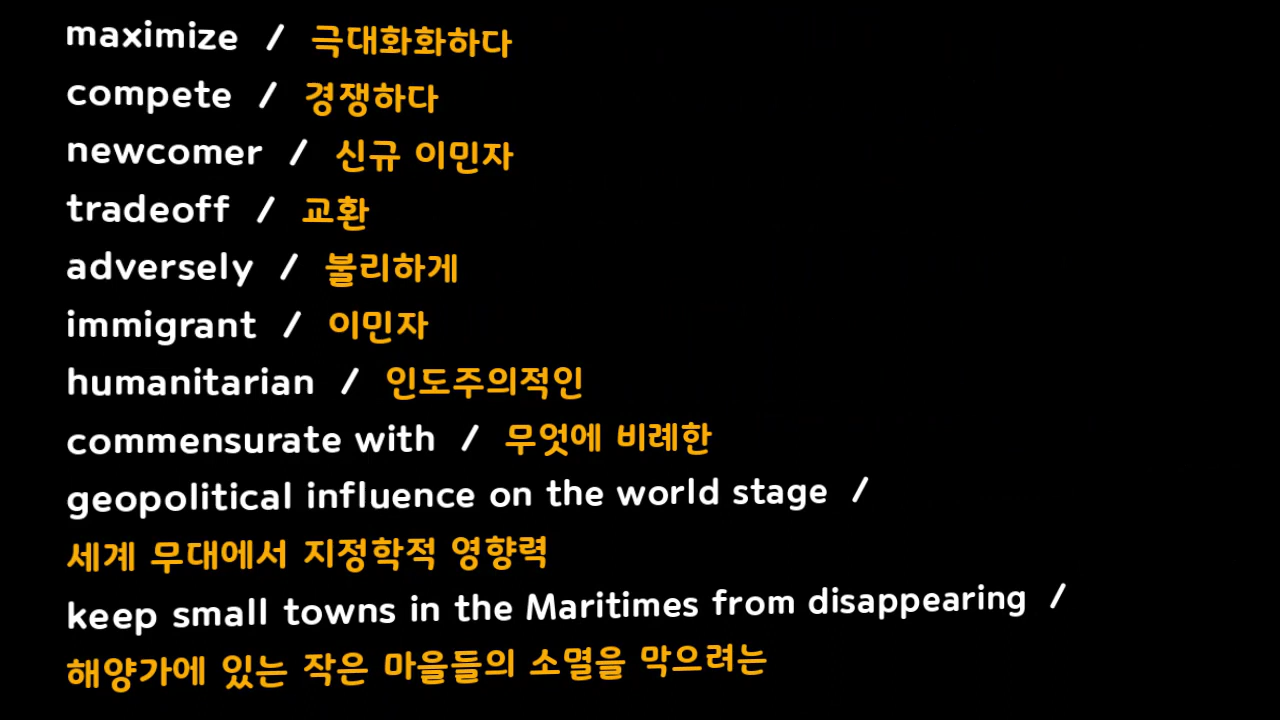 maximize / 극대화화하다
compete / 경쟁하다
newcomer / 신규 이민자
tradeoff / 교환
adversely / 불리하게
immigrant / 이민자
humanitarian / 인도주의적인
commensurate with / 무엇에 비례한
geopolitical influence on the world stage /
세계 무대에서 지정학적 영향력
keep small towns in the Maritimes from disappearing /
해양가에 있는 작은 마을들의 소멸을 막으려는